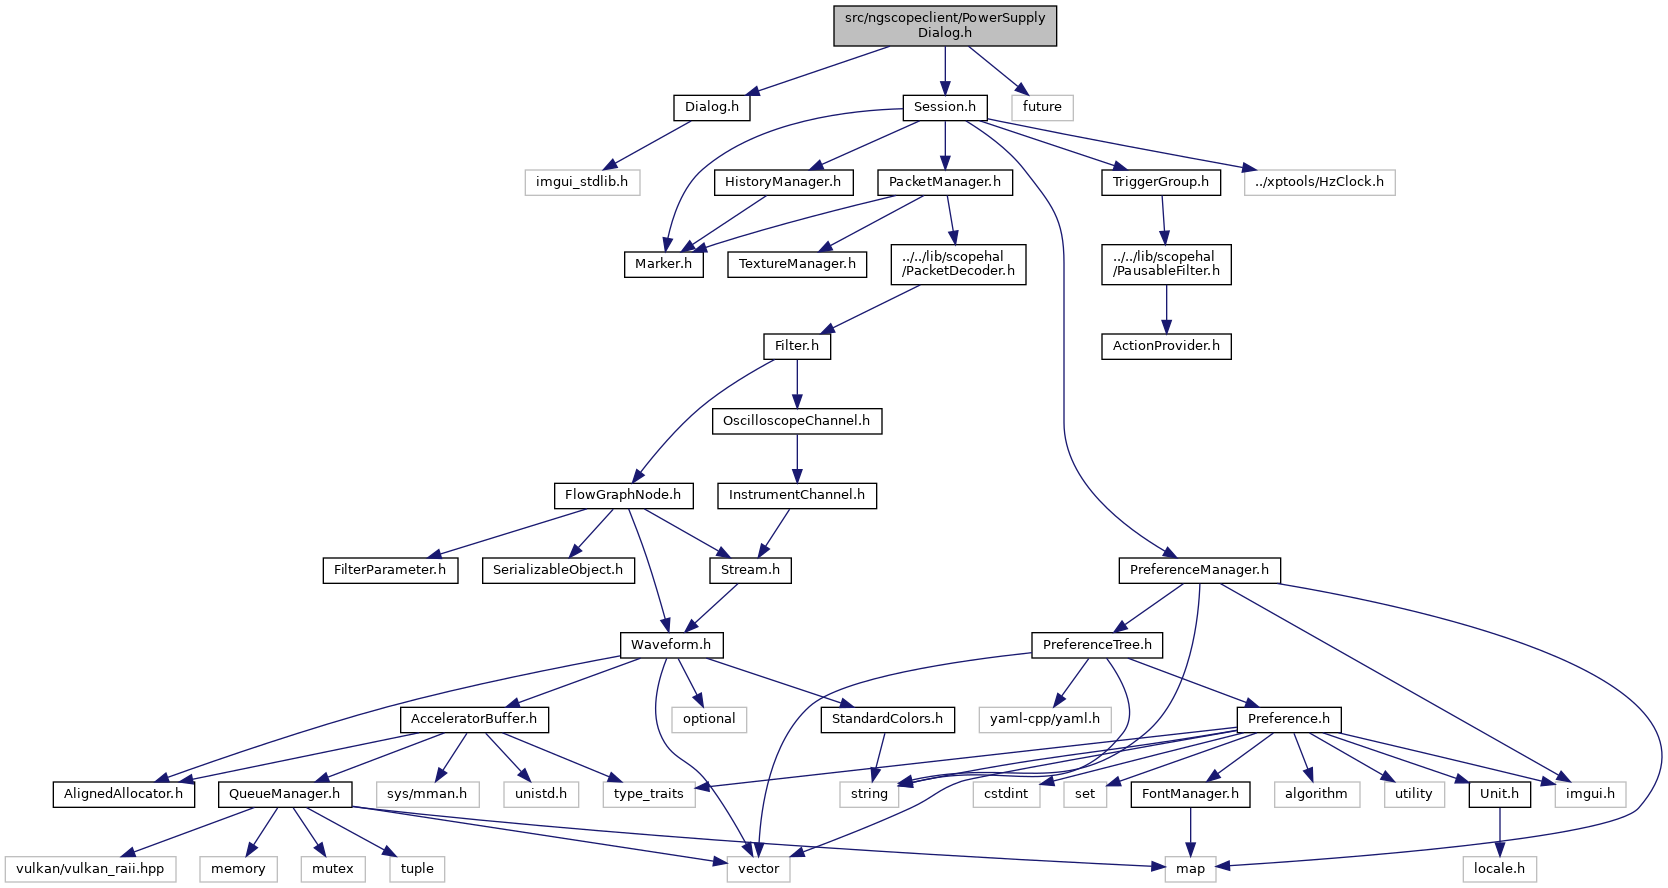 src/ngscopeclient/PowerSupply
Dialog.h
Dialog.h
Session.h
future
imgui_stdlib.h
HistoryManager.h
PacketManager.h
TriggerGroup.h
../xptools/HzClock.h
Marker.h
TextureManager.h
../../lib/scopehal
/PacketDecoder.h
../../lib/scopehal
/PausableFilter.h
Filter.h
ActionProvider.h
OscilloscopeChannel.h
FlowGraphNode.h
InstrumentChannel.h
FilterParameter.h
SerializableObject.h
Stream.h
PreferenceManager.h
Waveform.h
PreferenceTree.h
AcceleratorBuffer.h
optional
StandardColors.h
yaml-cpp/yaml.h
Preference.h
AlignedAllocator.h
QueueManager.h
sys/mman.h
unistd.h
type_traits
string
cstdint
set
FontManager.h
algorithm
utility
Unit.h
imgui.h
vulkan/vulkan_raii.hpp
memory
mutex
tuple
vector
map
locale.h